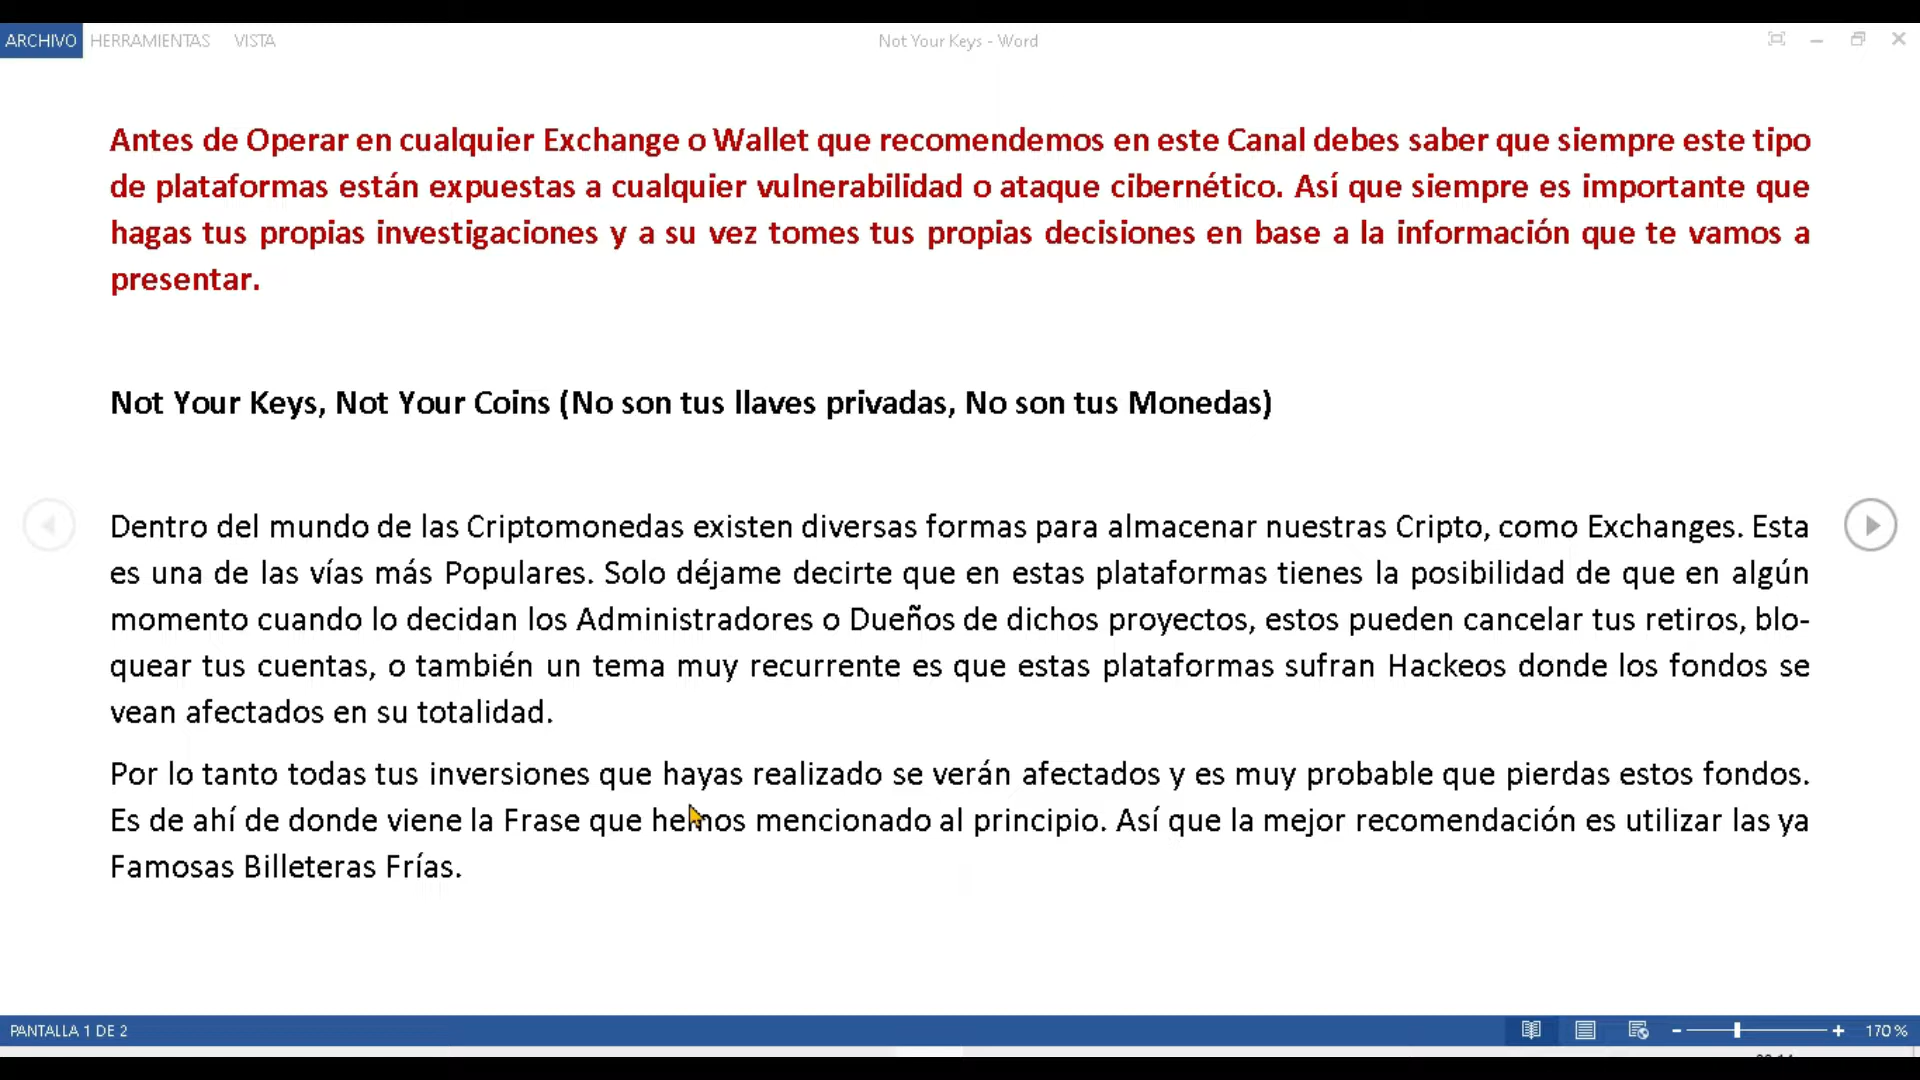 ARCHIVO HERRAMIENTAS VISTA Not Your Keys - Word
Antes de Operar en cualquier Exchange o Wallet que recomendemos en este Canal debes saber que siempre este tipo
de plataformas están expuestas a cualquier vulnerabilidad o ataque cibernético. Así que siempre es importante que
hagas tus propias investigaciones y a su vez tomes tus propias decisiones en base a la información que te vamos a
presentar.
Not Your Keys, Not Your Coins (No son tus llaves privadas, No son tus Monedas)
Dentro del mundo de las Criptomonedas existen diversas formas para almacenar nuestras Cripto, como Exchanges. Esta
es una de las vías más Populares. Solo déjame decirte que en estas plataformas tienes la posibilidad de que en algún
momento cuando lo decidan los Administradores o Dueños de dichos proyectos, estos pueden cancelar tus retiros, blo-
quear tus cuentas, o también un tema muy recurrente es que estas plataformas sufran Hackeos donde los fondos se
vean afectados en su totalidad.
Por lo tanto todas tus inversiones que hayas realizado se verán afectados y es muy probable que pierdas estos fondos.
Es de ahí de donde viene la Frase que hemos mencionado al principio. Así que la mejor recomendación es utilizar las ya
Famosas Billeteras Frías.
PANTALLA 1 DE 2 170 %